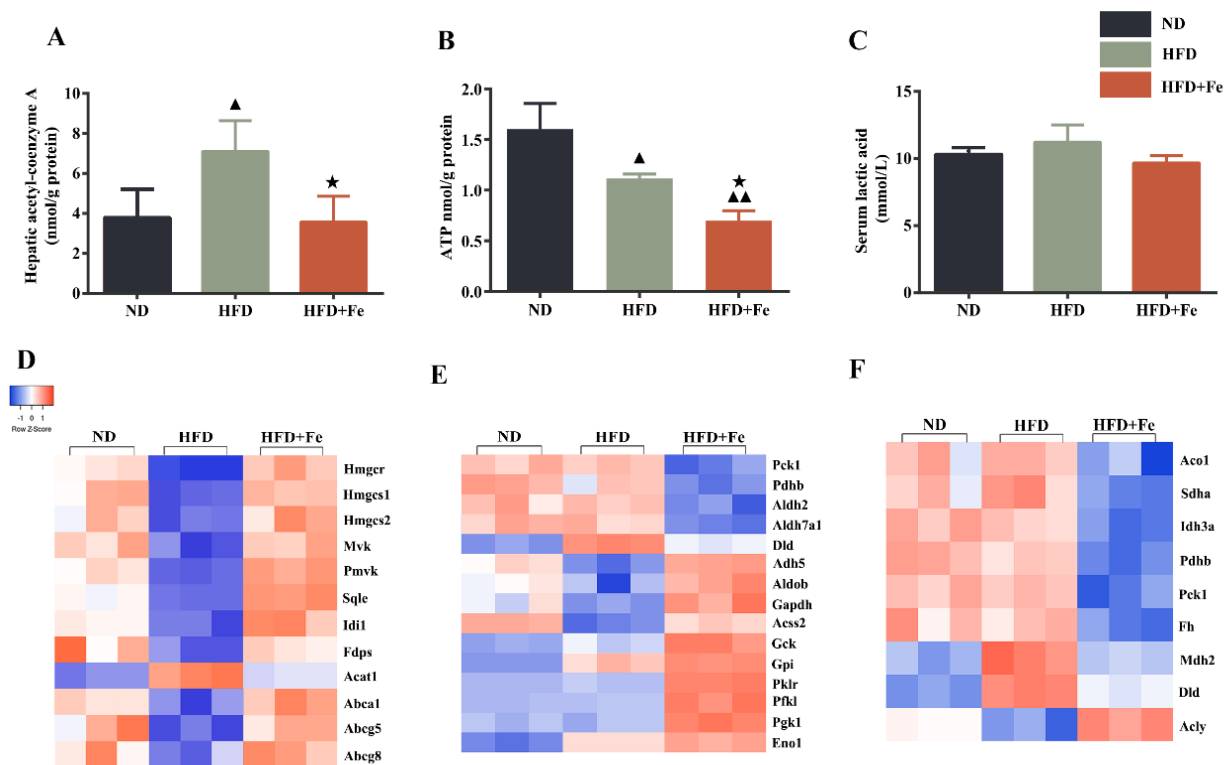 A
B
C
ND
HFD
HFD+Fe
Hepatic acetyl-coenzyme A
(nmol/g protein)
10
8
6
4
2
0
▲
★
ND
HFD
HFD+Fe
ATP nmol/g protein
2.0
1.5
1.0
0.5
0.0
▲
★
▲▲
ND
HFD
HFD+Fe
Serum lactic acid
(mmol/L)
15
10
5
0
ND
HFD
HFD+Fe
D
-1 0 1
Row Z-Score
ND
HFD
HFD+Fe
Hmgcr
Hmgcs1
Hmgcs2
Mvk
Pmvk
Sqle
Idi1
Fdps
Acat1
Abca1
Abcg5
Abcg8
E
ND
HFD
HFD+Fe
Pck1
Pdhb
Aldh2
Aldh7a1
Dld
Adh5
Aldob
Gapdh
Acss2
Gck
Gpi
Pklr
Pfkl
Pgk1
Eno1
F
ND
HFD
HFD+Fe
Aco1
Sdha
Idh3a
Pdhb
Pck1
Fh
Mdh2
Dld
Acly